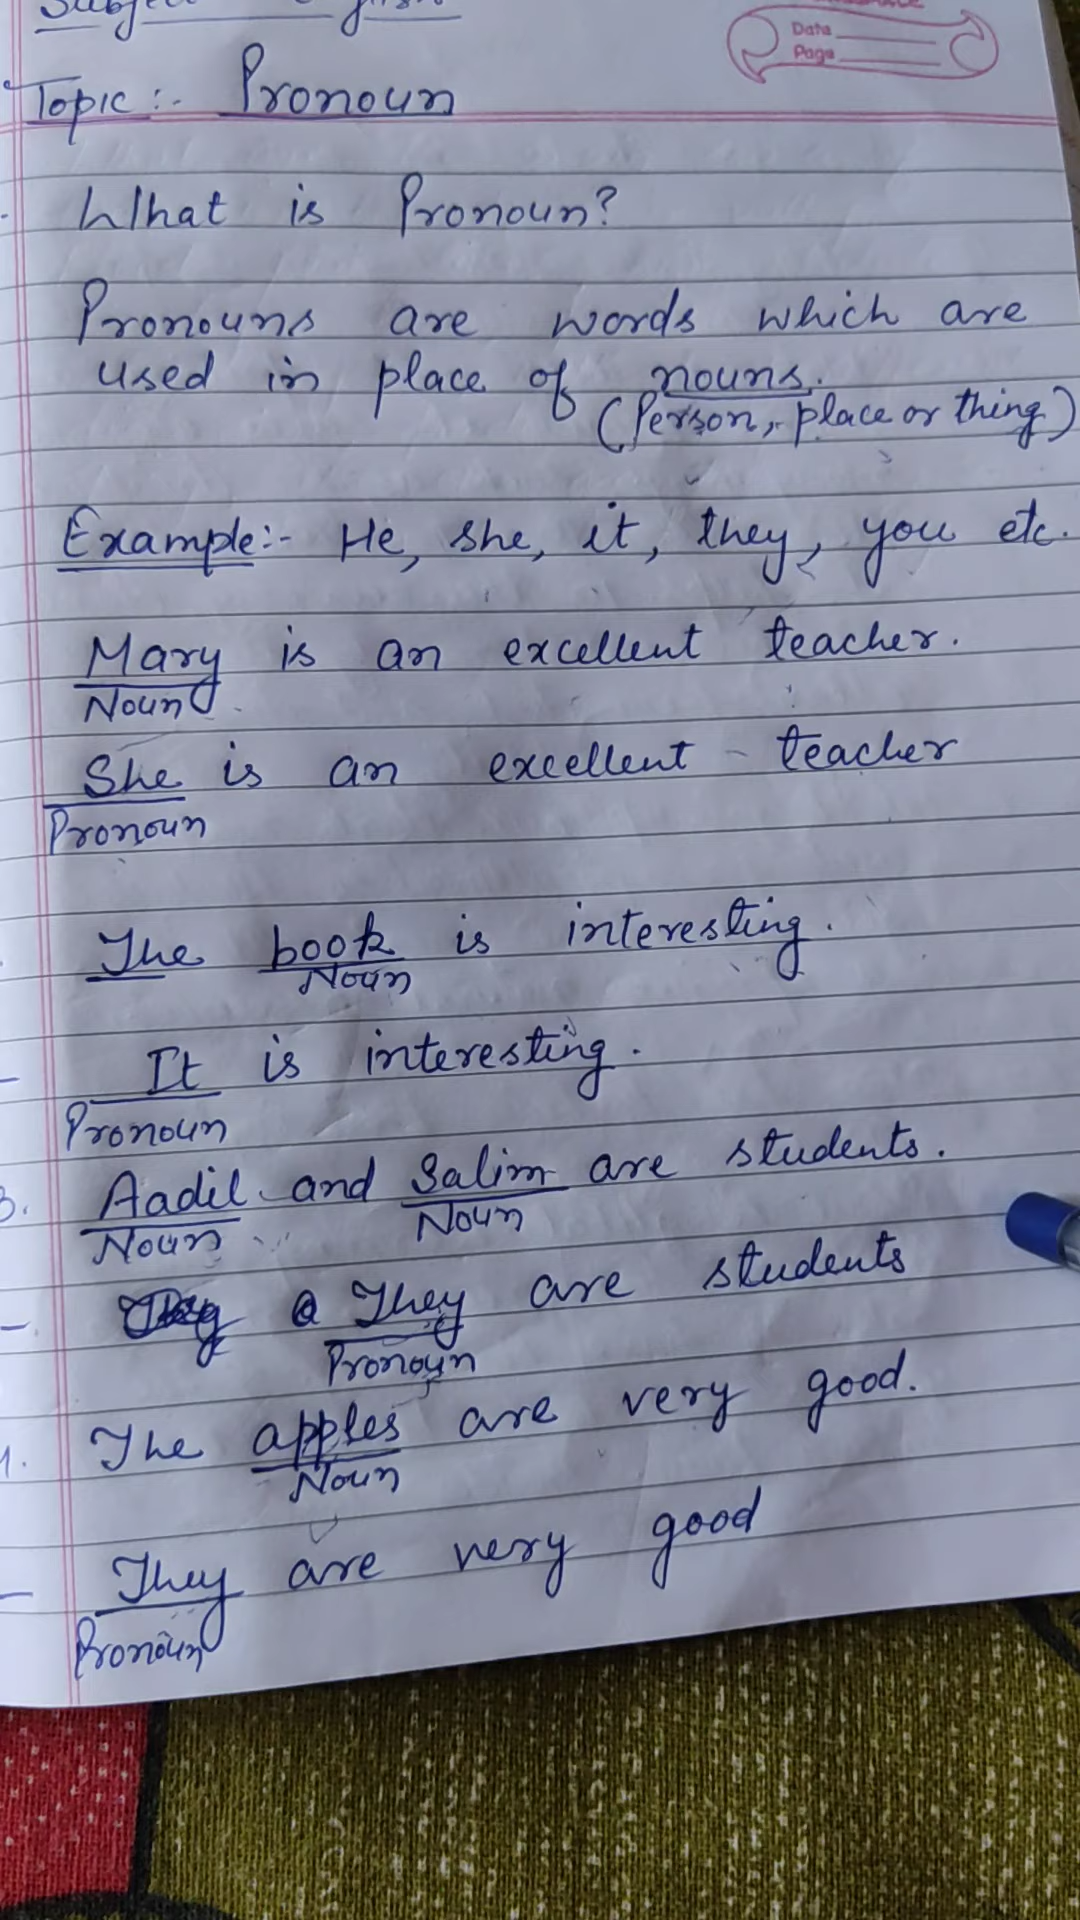 Subject
Date
Page
Topic:- Pronoun
What is Pronoun?
Pronouns are words which are
used in place of nouns.
(Person, place or thing)
Example:- He, she, it, they, you etc.
Mary is an excellent teacher.
Noun
She is an excellent teacher
Pronoun
The book is interesting.
Noun
It is interesting.
Pronoun
3. Aadil and Salim are students.
Noun Noun
They are students
Pronoun
The apples are very good.
Noun
They are very good
Pronoun